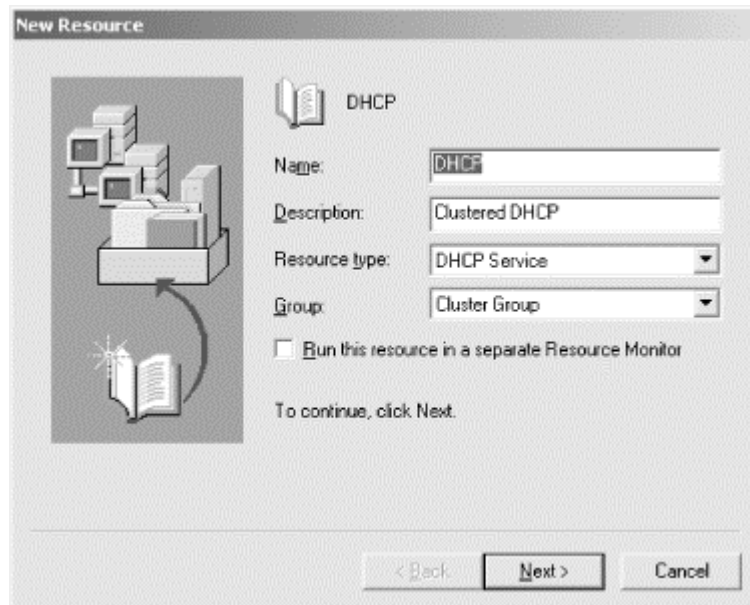 New Resource
DHCP
Name: DHCP
Description: Clustered DHCP
Resource type: DHCP Service
Group: Cluster Group
Run this resource in a separate Resource Monitor
To continue, click Next.
< Back Next > Cancel